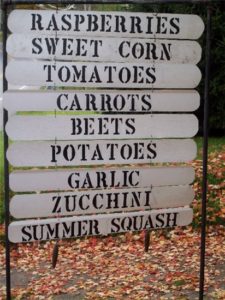 RASPBERRIES
SWEET CORN
TOMATOES
CARROTS
BEETS
POTATOES
GARLIC
ZUCCHINI
SUMMER SQUASH